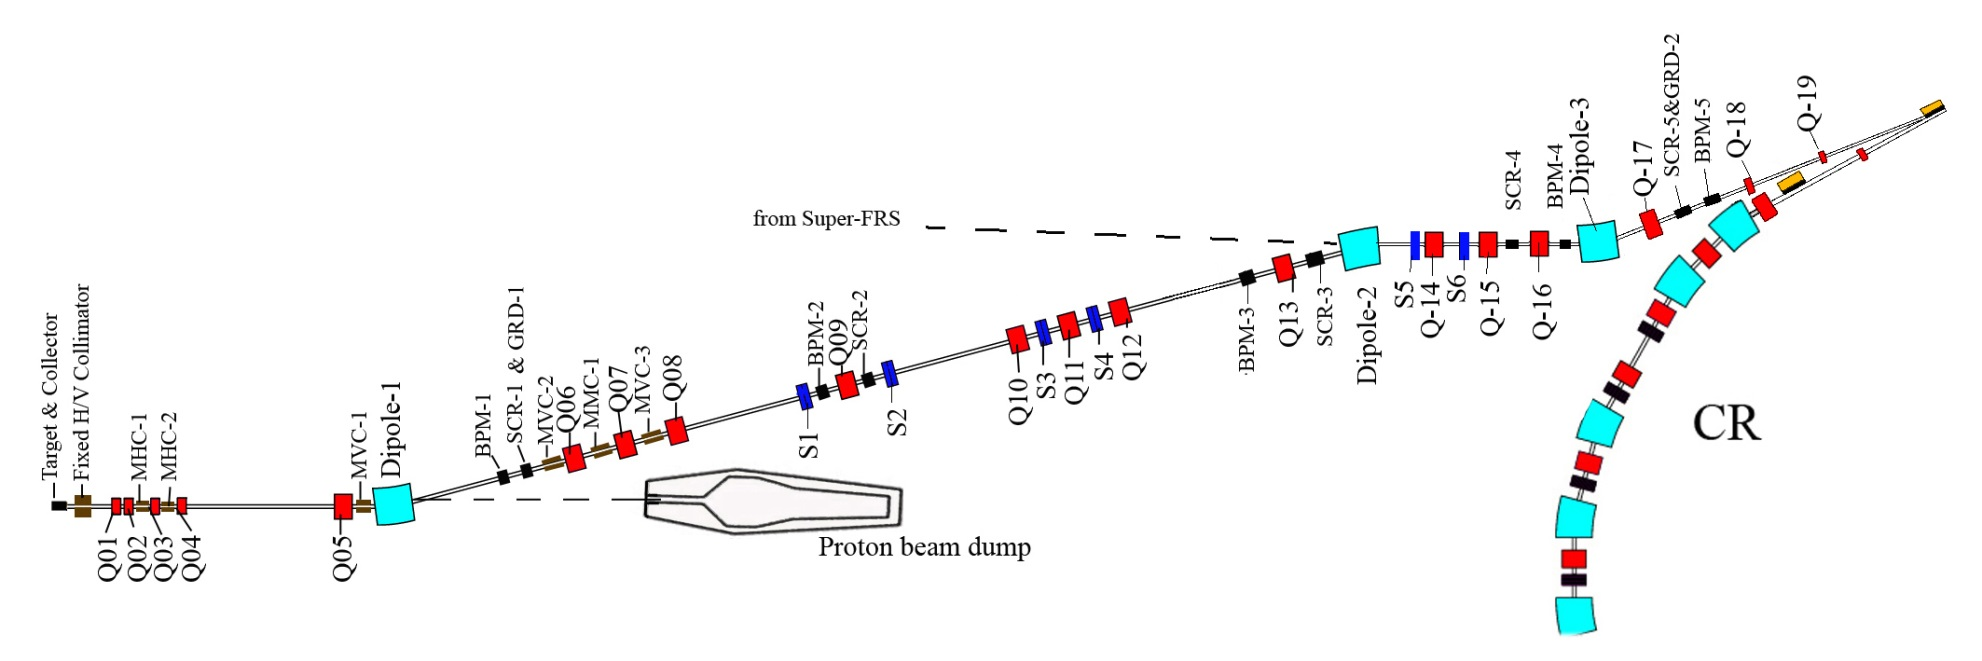 Target & Collector
Fixed H/V Collimator
Q01
Q02
MHC-1
Q03
MHC-2
Q04
Q05
MVC-1
Dipole-1
BPM-1
SCR-1 & GRD-1
MVC-2
Q06
MMC-1
Q07
MVC-3
Q08
Proton beam dump
S1
BPM-2
Q09
SCR-2
S2
from Super-FRS
Q10
S3
Q11
S4
Q12
BPM-3
Q13
SCR-3
Dipole-2
S5
Q-14
S6
Q-15
SCR-4
Q-16
BPM-4
Dipole-3
Q-17
SCR-5&GRD-2
BPM-5
Q-18
Q-19
CR